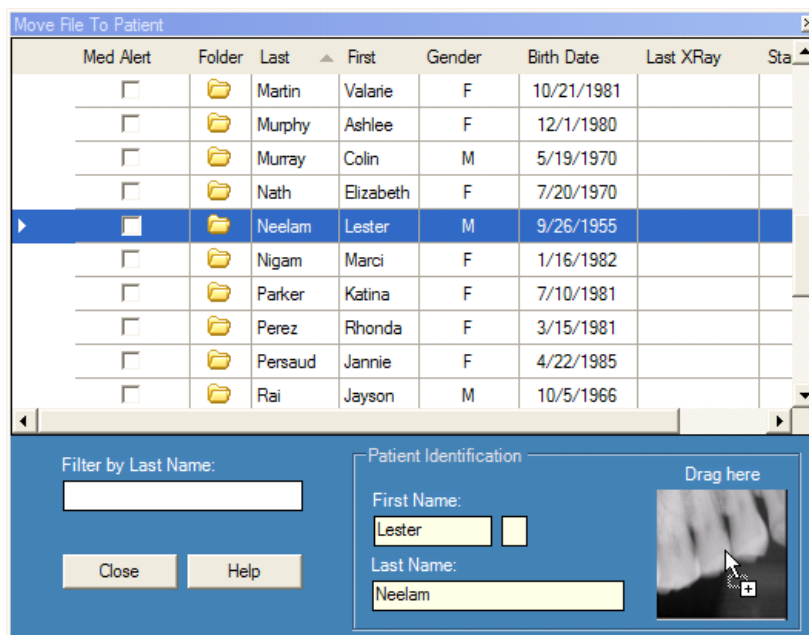 Move File To Patient
Med Alert Folder Last First Gender Birth Date Last XRay Sta
Martin Valarie F 10/21/1981
Murphy Ashlee F 12/1/1980
Murray Colin M 5/19/1970
Nath Elizabeth F 7/20/1970
Neelam Lester M 9/26/1955
Nigam Marci F 1/16/1982
Parker Katina F 7/10/1981
Perez Rhonda F 3/15/1981
Persaud Jannie F 4/22/1985
Rai Jayson M 10/5/1966
Filter by Last Name:
Close Help
Patient Identification
First Name:
Lester
Last Name:
Neelam
Drag here